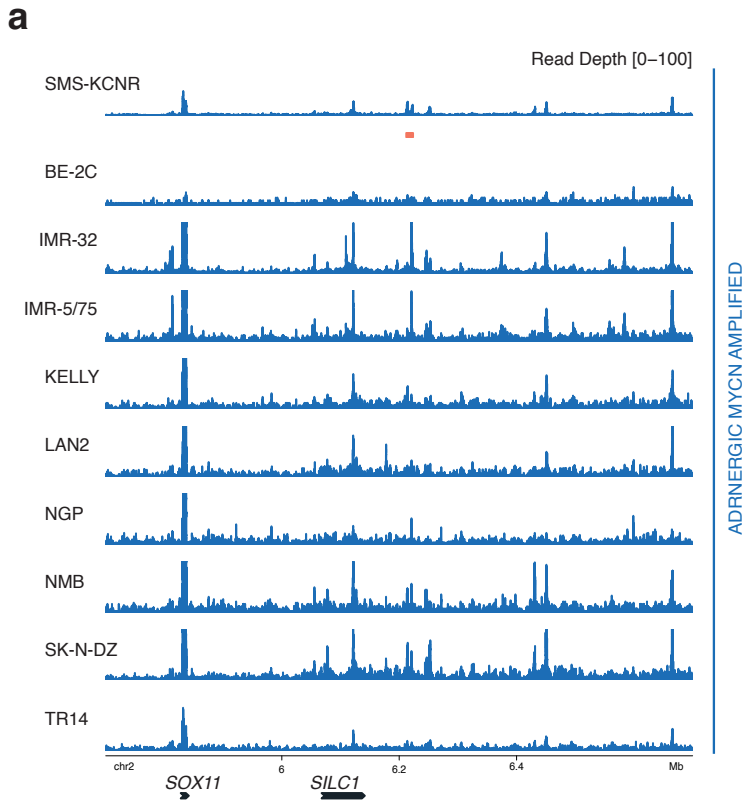 a
Read Depth [0–100]
SMS-KCNR
BE-2C
IMR-32
IMR-5/75
KELLY
LAN2
NGP
NMB
SK-N-DZ
TR14
ADRNERGIC MYCN AMPLIFIED
chr2 6 6.2 6.4 Mb
SOX11 SILC1